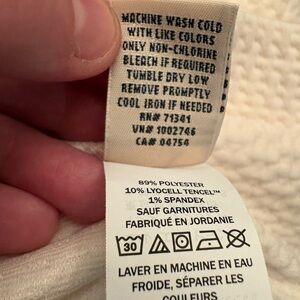 MACHINE WASH COLD
WITH LIKE COLORS
ONLY NON-CHLORINE
BLEACH IF REQUIRED
TUMBLE DRY LOW
REMOVE PROMPTLY
COOL IRON IF NEEDED
RN# 71341
VN# 1002746
CA# 04754
89% POLYESTER
10% LYOCELL TENCEL™
1% SPANDEX
SAUF GARNITURES
FABRIQUÉ EN JORDANIE
30
LAVER EN MACHINE EN EAU
FROIDE, SÉPARER LES
COULEURS